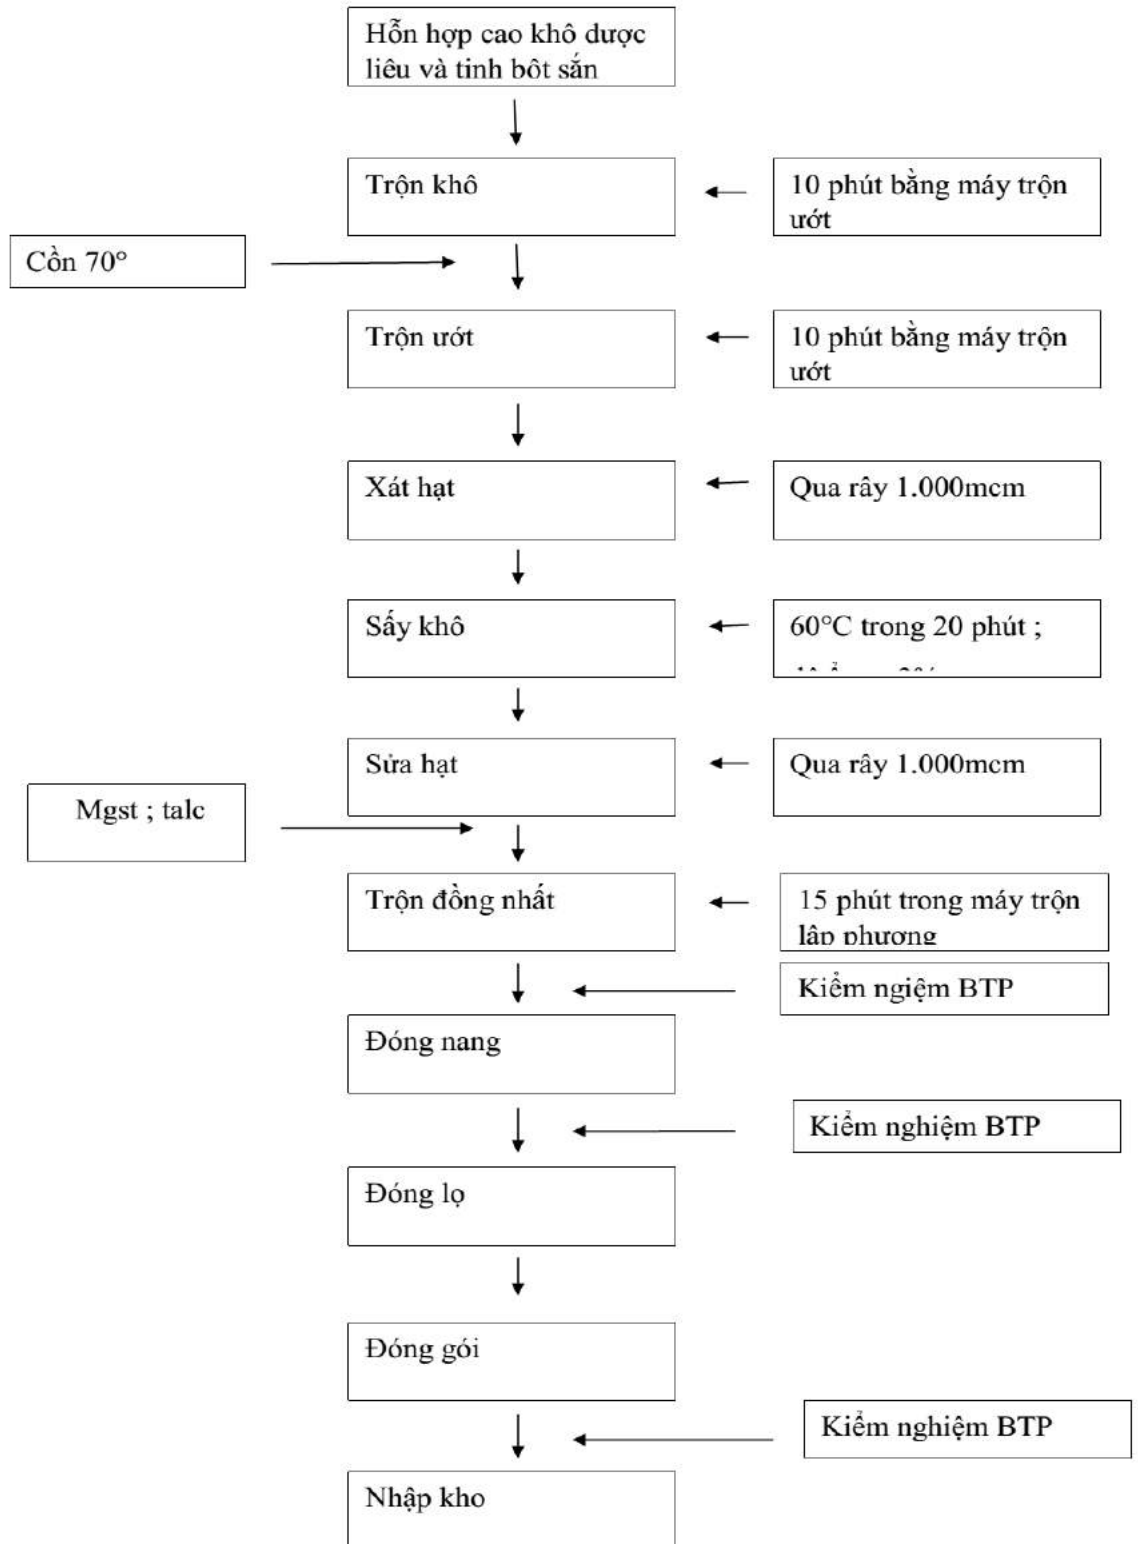 Hỗn hợp cao khô dược
liêu và tinh bôt sắn
Trộn khô
10 phút bằng máy trộn
ướt
Cồn 70°
Trộn ướt
10 phút bằng máy trộn
ướt
Xát hạt
Qua rây 1.000mcm
Sấy khô
60°C trong 20 phút ;
Sửa hạt
Qua rây 1.000mcm
Mgst ; talc
Trộn đồng nhất
15 phút trong máy trộn
lập phương
Kiểm ngiệm BTP
Đóng nang
Kiểm nghiệm BTP
Đóng lọ
Đóng gói
Kiểm nghiệm BTP
Nhập kho